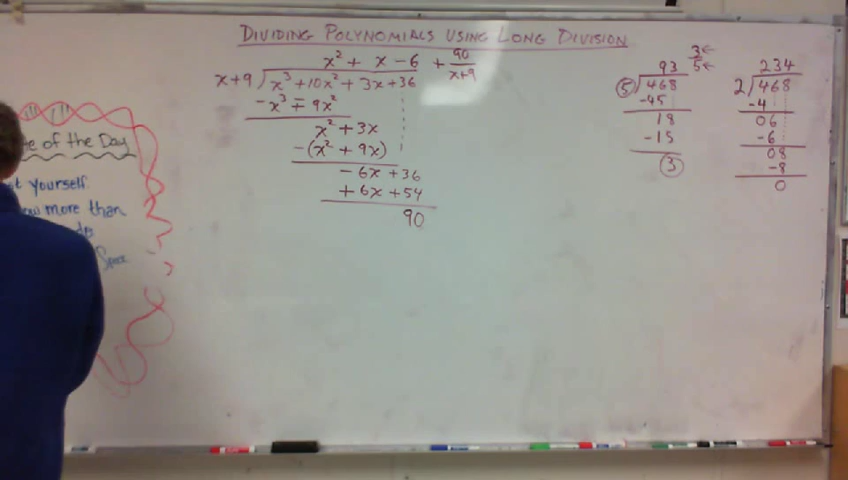 DIVIDING POLYNOMIALS USING LONG DIVISION
x² + x - 6 + 90/(x+9)
x+9 ) x³ + 10x² + 3x + 36
- x³ ∓ 9x²
x² + 3x
-(x² + 9x)
- 6x + 36
+ 6x + 54
90
93 3/5
5 ) 468
-45
18
-15
3
234
2 ) 468
-4
06
-6
08
-8
0
of the Day
yourself.
more than